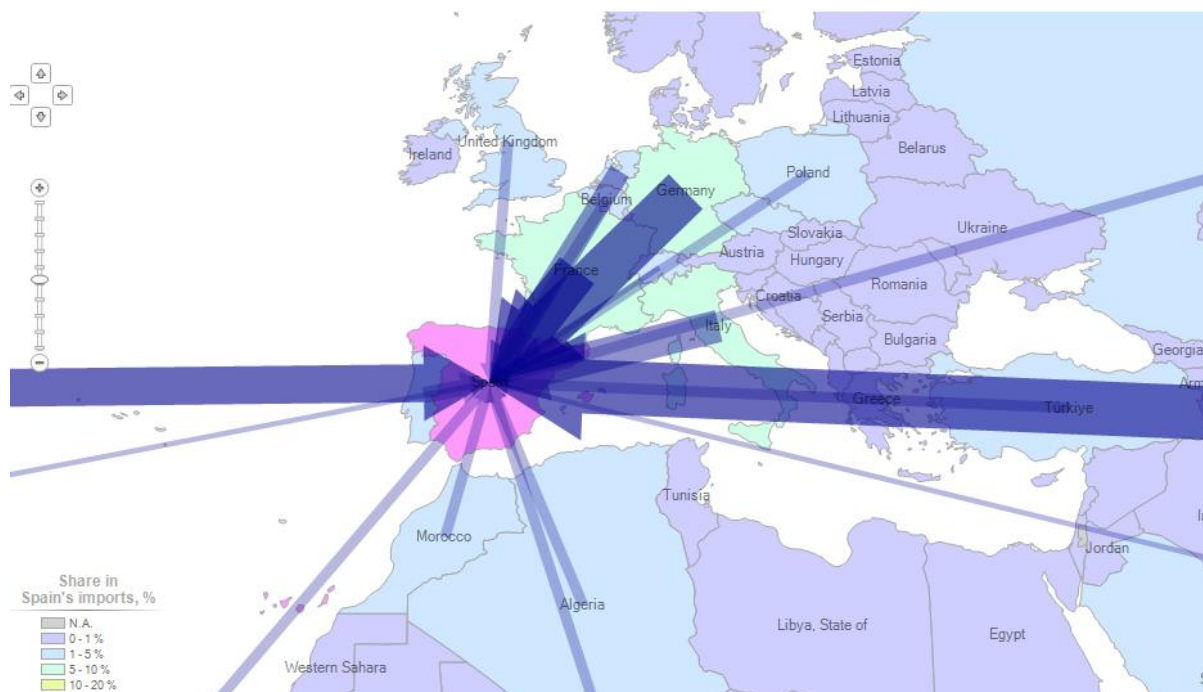 Estonia
Latvia
Lithuania
Belarus
United Kingdom
Ireland
Poland
Germany
Belgium
Ukraine
Slovakia
Austria
Hungary
France
Romania
Croatia
Serbia
Italy
Bulgaria
Georgia
Spain
Greece
Türkiye
Tunisia
Morocco
Jordan
Algeria
Libya, State of
Egypt
Western Sahara
Share in
Spain's imports, %
N.A.
0 - 1 %
1 - 5 %
5 - 10 %
10 - 20 %